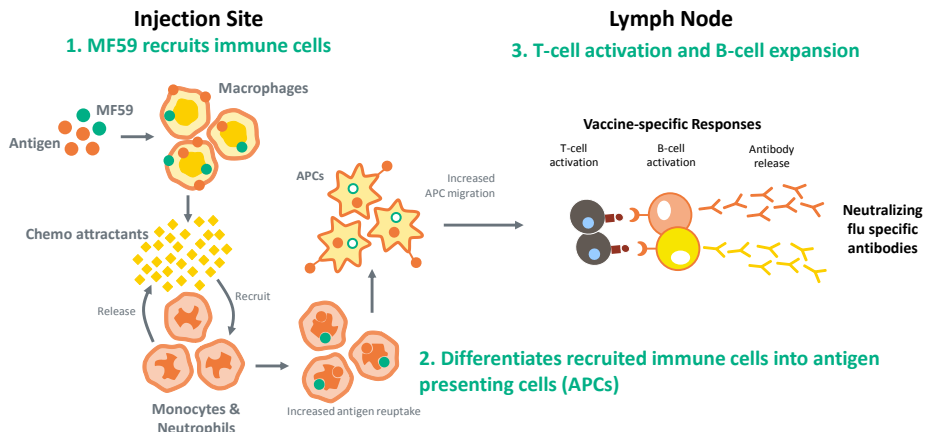 Injection Site
1. MF59 recruits immune cells
Macrophages
MF59
Antigen
Chemo attractants
Release
Recruit
Monocytes &
Neutrophils
Increased antigen reuptake
APCs
Increased
APC migration
2. Differentiates recruited immune cells into antigen
presenting cells (APCs)
Lymph Node
3. T-cell activation and B-cell expansion
Vaccine-specific Responses
T-cell
activation
B-cell
activation
Antibody
release
Neutralizing
flu specific
antibodies